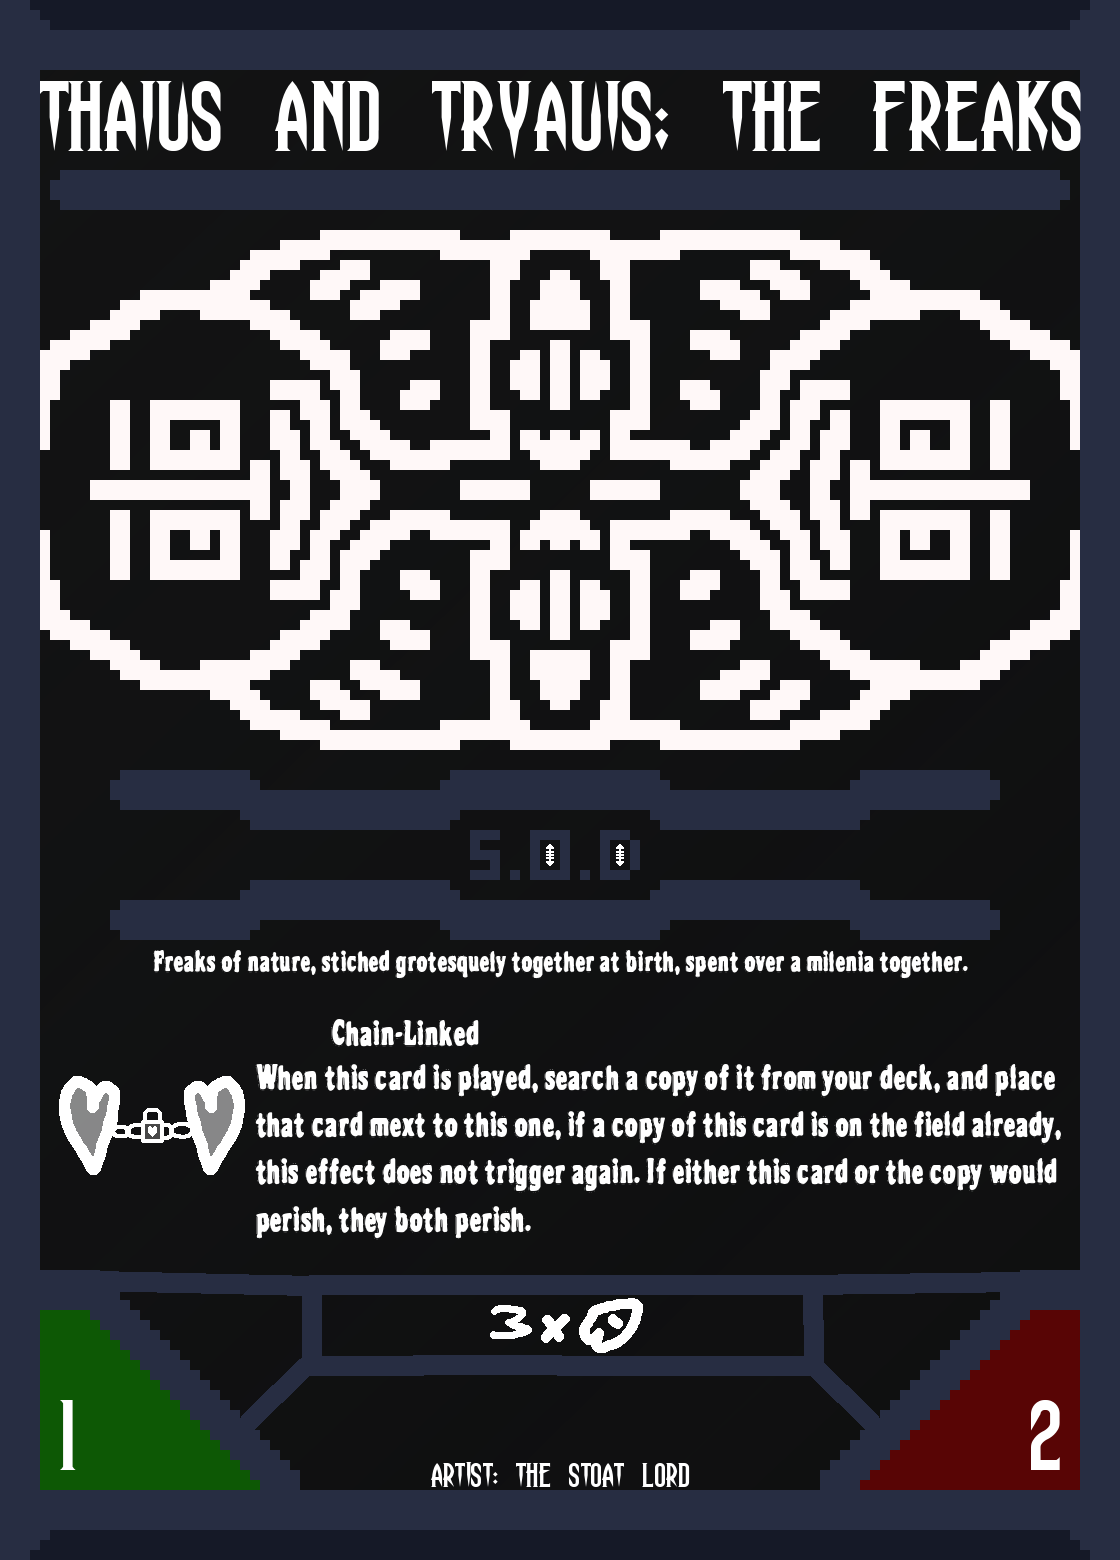 THAIUS AND TRYAUIS: THE FREAKS
S.O.D
Freaks of nature, stiched grotesquely together at birth, spent over a milenia together.
Chain-Linked
When this card is played, search a copy of it from your deck, and place
that card mext to this one, if a copy of this card is on the field already,
this effect does not trigger again. If either this card or the copy would
perish, they both perish.
3x
1
2
ARTIST: THE STOAT LORD